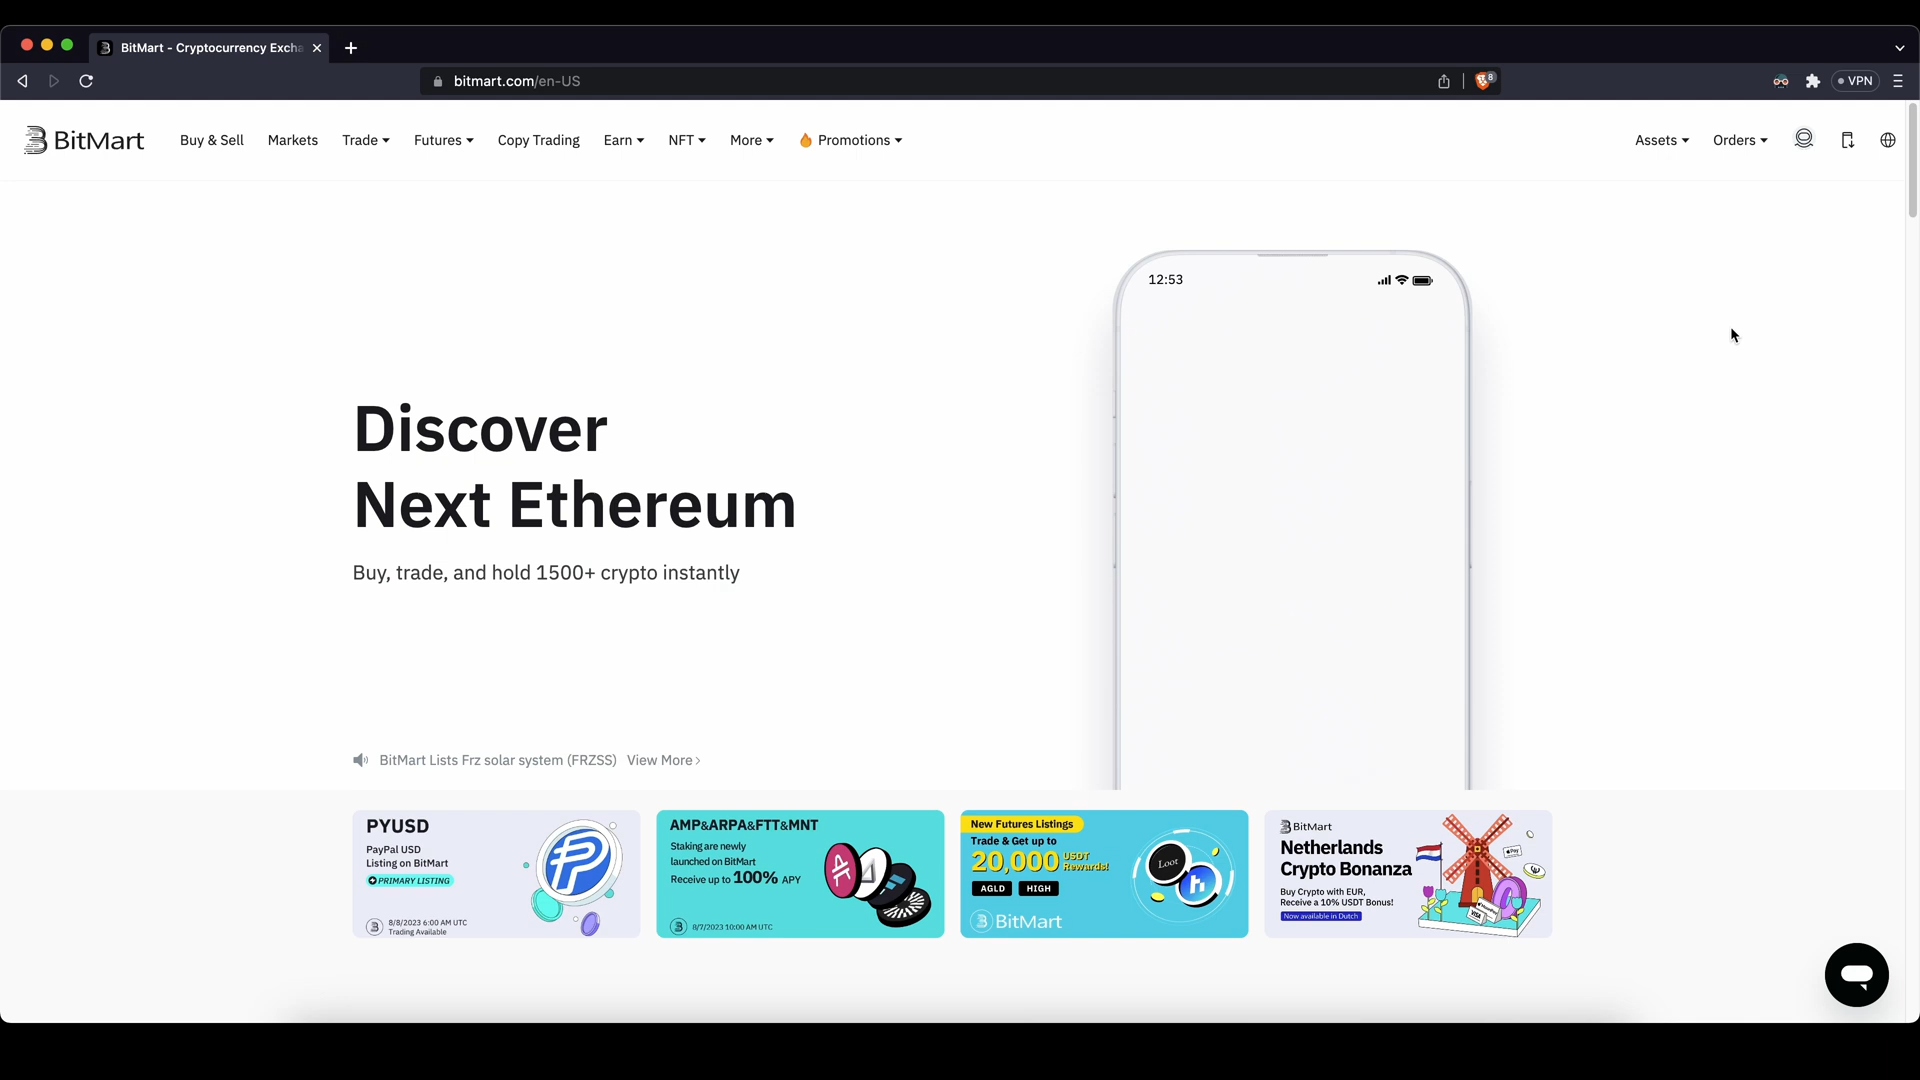 BitMart - Cryptocurrency Excha
bitmart.com/en-US
8
VPN
BitMart
Buy & Sell
Markets
Trade
Futures
Copy Trading
Earn
NFT
More
Promotions
Assets
Orders
12:53
Discover
Next Ethereum
Buy, trade, and hold 1500+ crypto instantly
BitMart Lists Frz solar system (FRZSS) View More
PYUSD
PayPal USD
Listing on BitMart
PRIMARY LISTING
8/8/2023 6:00 AM UTC
Trading Available
AMP&ARPA&FTT&MNT
Staking are newly
launched on BitMart
Receive up to 100% APY
8/7/2023 10:00 AM UTC
New Futures Listings
Trade & Get up to
20,000 USDT Rewards!
AGLD HIGH
BitMart
Loot
BitMart
Netherlands
Crypto Bonanza
Buy Crypto with EUR,
Receive a 10% USDT Bonus!
Now available in Dutch
Pay
VISA